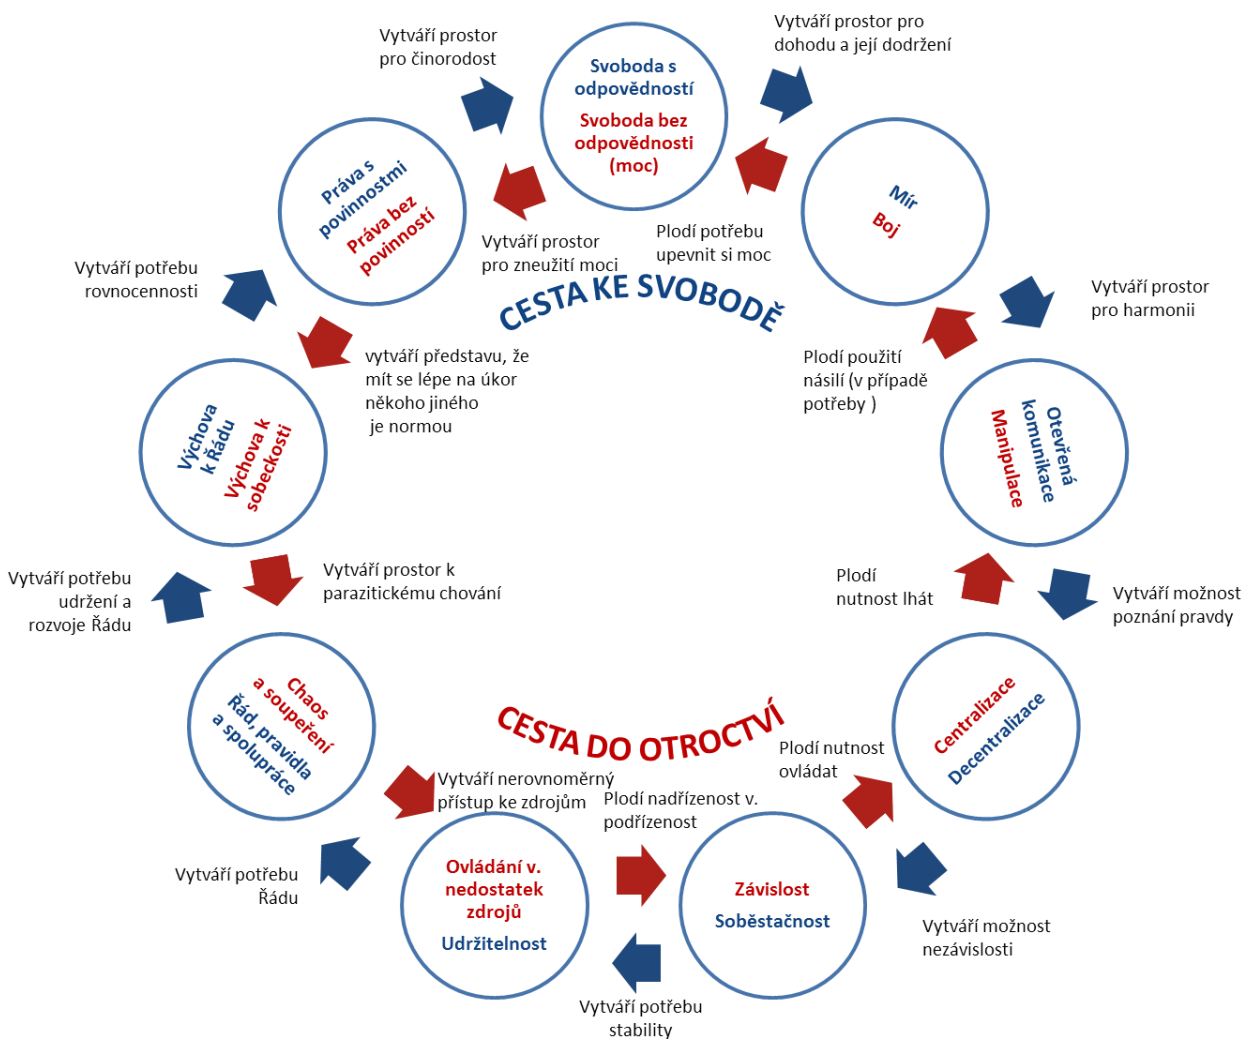 Vytváří prostor
pro činorodost
Svoboda s
odpovědností
Svoboda bez
odpovědnosti
(moc)
Vytváří prostor pro
dohodu a její dodržení
Práva s
povinnostmi
Práva bez
povinností
Vytváří prostor
pro zneužití moci
Plodí potřebu
upevnit si moc
Mír
Boj
Vytváří potřebu
rovnocennosti
CESTA KE SVOBODĚ
Vytváří prostor
pro harmonii
vytváří představu, že
mít se lépe na úkor
někoho jiného
je normou
Plodí použití
násilí (v případě
potřeby )
Výchova
k Řádu
Výchova k
sobeckosti
Otevřená
komunikace
Manipulace
Vytváří potřebu
udržení a
rozvoje Řádu
Vytváří prostor k
parazitickému chování
Plodí
nutnost lhát
Vytváří možnost
poznání pravdy
Chaos
a soupeření
Řád, pravidla
a spolupráce
CESTA DO OTROCTVÍ
Centralizace
Decentralizace
Vytváří nerovnoměrný
přístup ke zdrojům
Plodí nadřízenost v.
podřízenost
Plodí nutnost
ovládat
Vytváří potřebu
Řádu
Ovládání v.
nedostatek
zdrojů
Udržitelnost
Závislost
Soběstačnost
Vytváří možnost
nezávislosti
Vytváří potřebu
stability